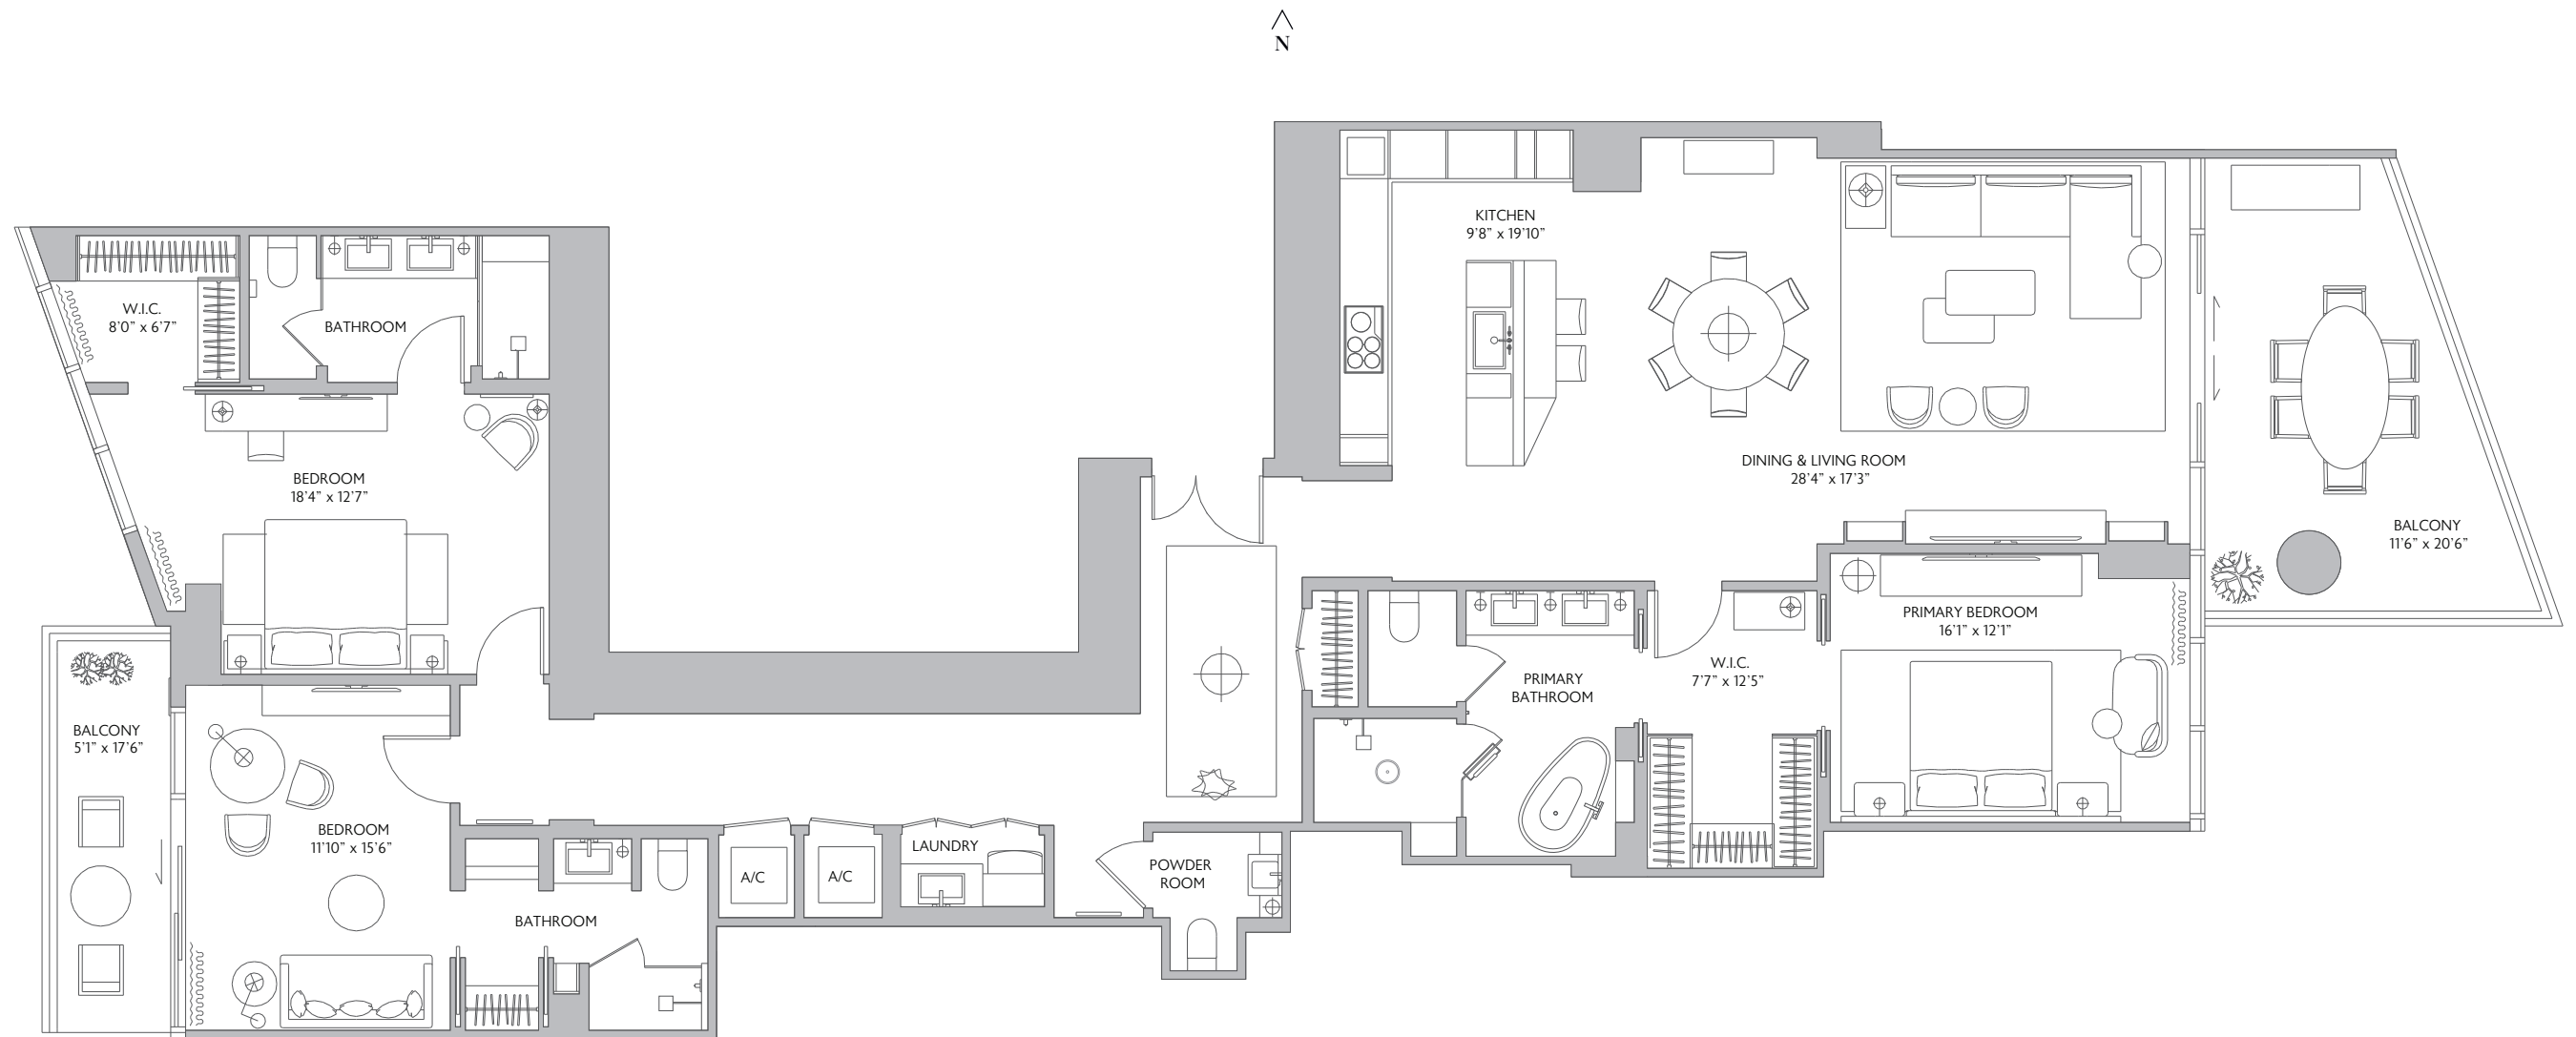 N
KITCHEN
9'8” x 19'10”
W.I.C.
8'0” x 6'7”
BATHROOM
DINING & LIVING ROOM
28'4” x 17'3”
BEDROOM
18'4” x 12'7”
BALCONY
11'6” x 20'6”
PRIMARY BEDROOM
16'1” x 12'1”
W.I.C.
7'7” x 12'5”
PRIMARY
BATHROOM
BALCONY
5'1” x 17'6”
BEDROOM
11'10” x 15'6”
LAUNDRY
A/C
A/C
POWDER
ROOM
BATHROOM